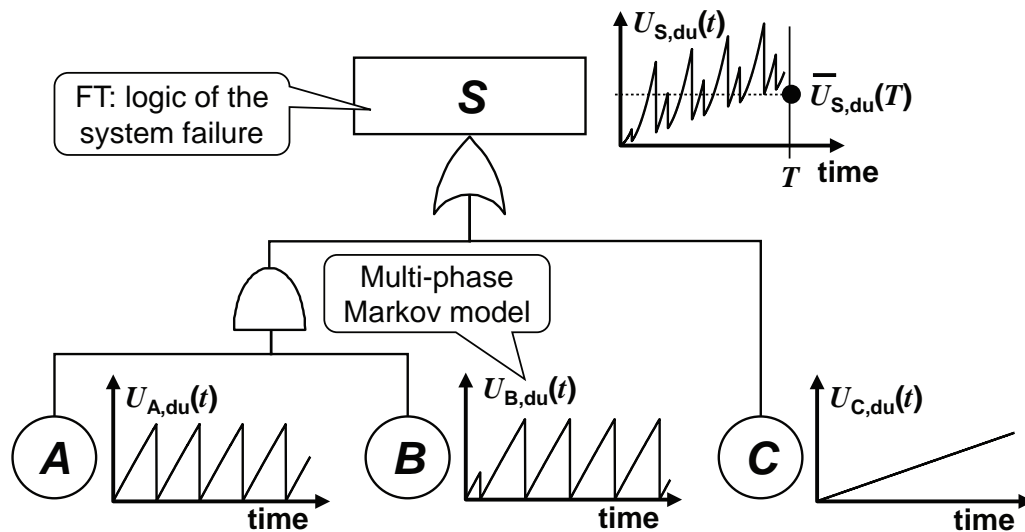 U_S,du(t)
FT: logic of the
system failure
S
U̅_S,du(T)
time
T
Multi-phase
Markov model
U_A,du(t)
U_B,du(t)
U_C,du(t)
A
B
C
time
time
time